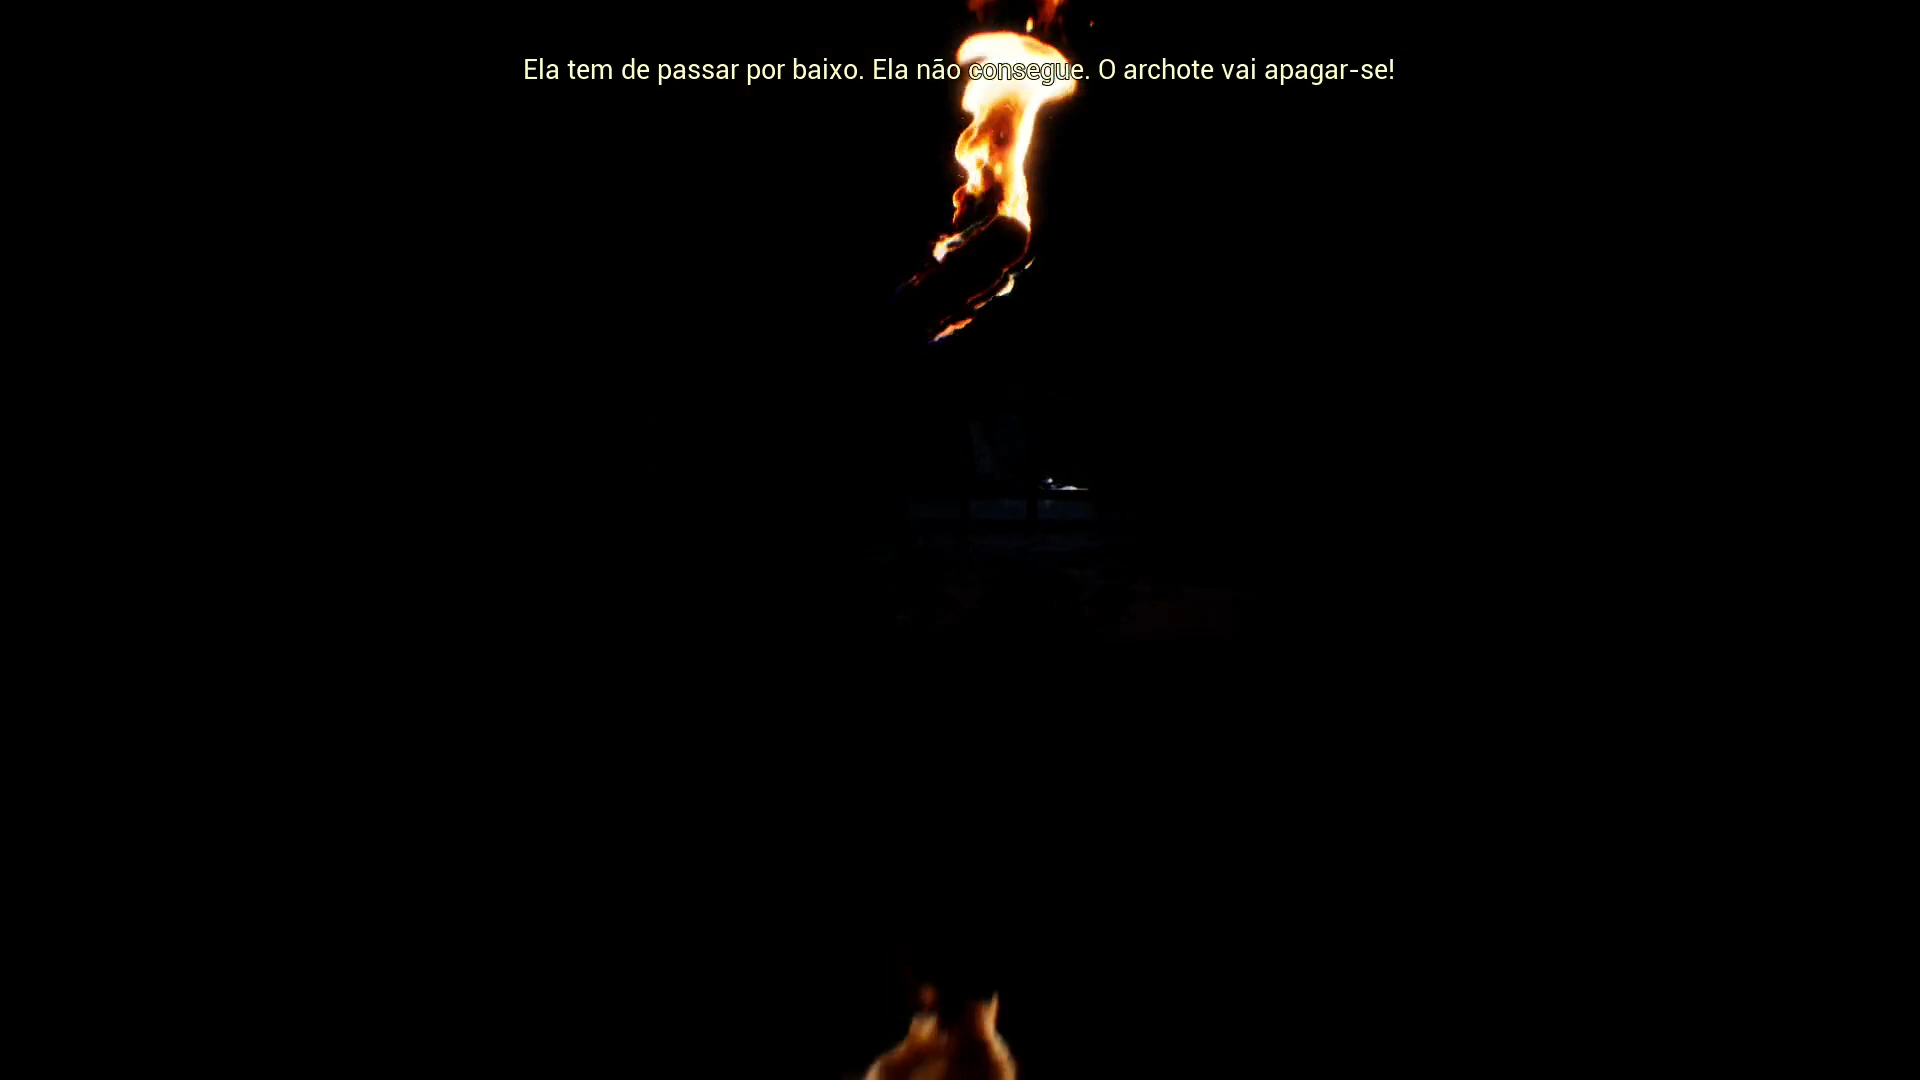 Ela tem de passar por baixo. Ela não consegue. O archote vai apagar-se!